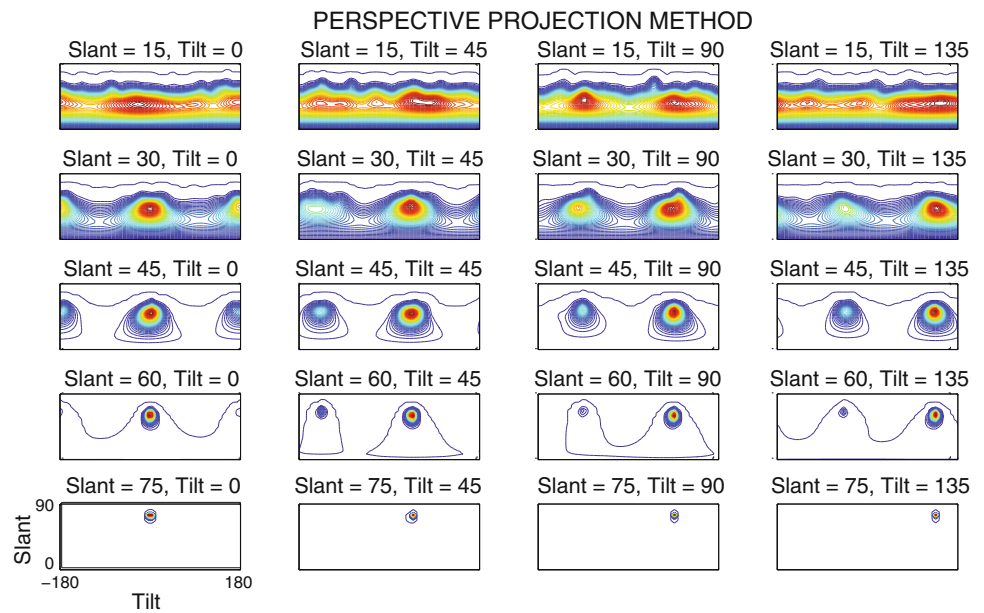 PERSPECTIVE PROJECTION METHOD
Slant = 15, Tilt = 0
Slant = 15, Tilt = 45
Slant = 15, Tilt = 90
Slant = 15, Tilt = 135
Slant = 30, Tilt = 0
Slant = 30, Tilt = 45
Slant = 30, Tilt = 90
Slant = 30, Tilt = 135
Slant = 45, Tilt = 0
Slant = 45, Tilt = 45
Slant = 45, Tilt = 90
Slant = 45, Tilt = 135
Slant = 60, Tilt = 0
Slant = 60, Tilt = 45
Slant = 60, Tilt = 90
Slant = 60, Tilt = 135
Slant = 75, Tilt = 0
Slant = 75, Tilt = 45
Slant = 75, Tilt = 90
Slant = 75, Tilt = 135
90
Slant
0
−180
180
Tilt